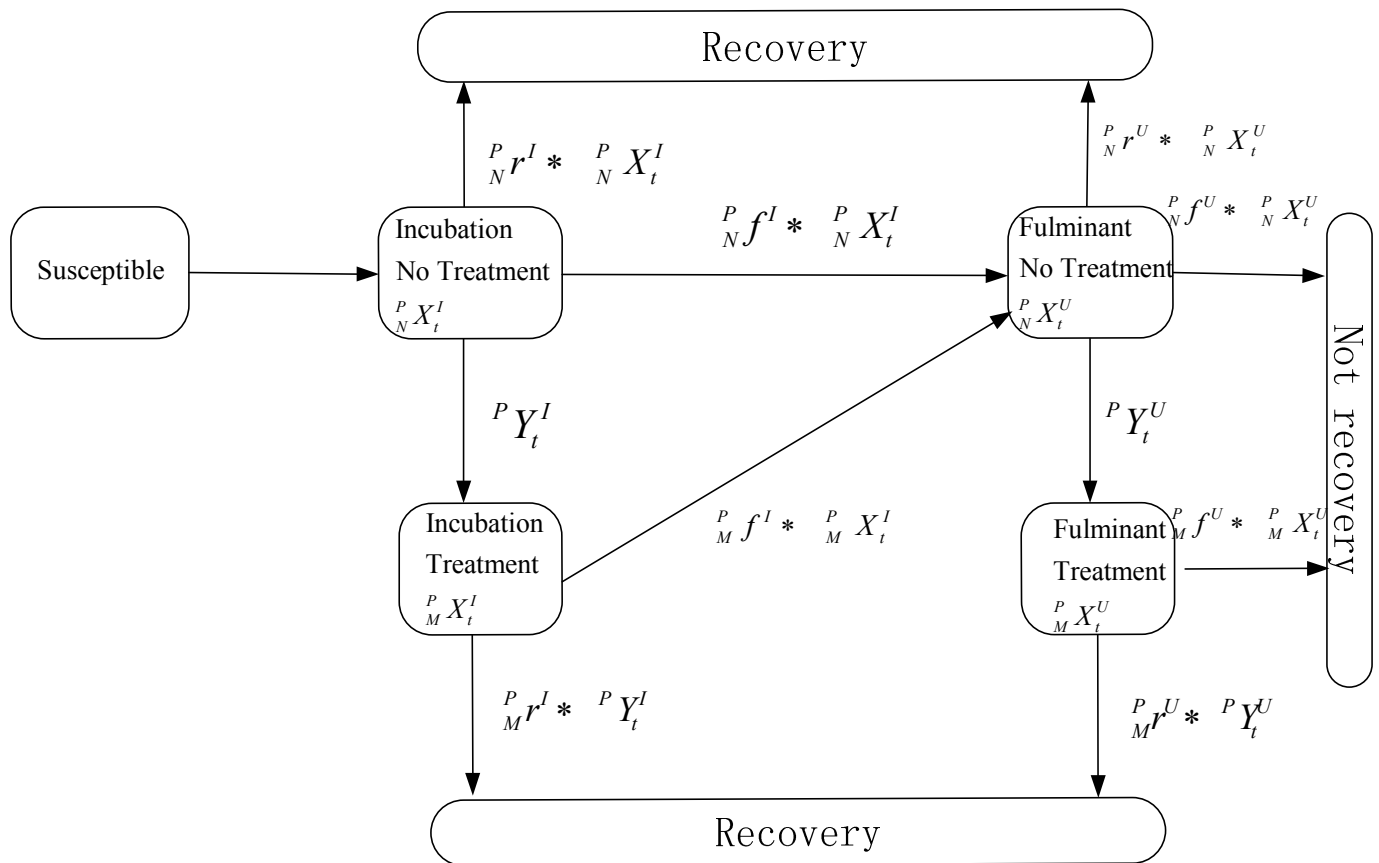 Recovery
${}^{P}_{N}r^{I} * {}^{P}_{N}X^{I}_{t}$
${}^{P}_{N}r^{U} * {}^{P}_{N}X^{U}_{t}$
Susceptible
Incubation
No Treatment
${}^{P}_{N}X^{I}_{t}$
${}^{P}_{N}f^{I} * {}^{P}_{N}X^{I}_{t}$
Fulminant
No Treatment
${}^{P}_{N}X^{U}_{t}$
${}^{P}_{N}f^{U} * {}^{P}_{N}X^{U}_{t}$
Not recovery
${}^{P}Y^{I}_{t}$
${}^{P}Y^{U}_{t}$
Incubation
Treatment
${}^{P}_{M}X^{I}_{t}$
${}^{P}_{M}f^{I} * {}^{P}_{M}X^{I}_{t}$
Fulminant
Treatment
${}^{P}_{M}X^{U}_{t}$
${}^{P}_{M}f^{U} * {}^{P}_{M}X^{U}_{t}$
${}^{P}_{M}r^{I} * {}^{P}Y^{I}_{t}$
${}^{P}_{M}r^{U} * {}^{P}Y^{U}_{t}$
Recovery